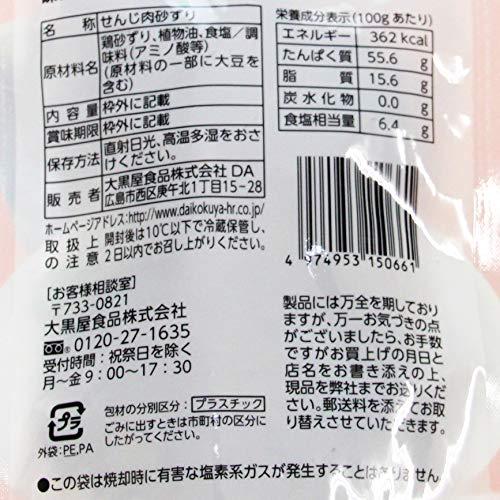 名称 せんじ肉砂ずり
原材料名 鶏砂ずり、植物油、食塩／調
味料(アミノ酸等)
(原材料の一部に大豆を
含む)
内容量 枠外に記載
賞味期限 枠外に記載
保存方法 直射日光、高温多湿をおさ
けください。
販売者 大黒屋食品株式会社 DA
広島市西区庚午北1丁目15-28
ホームページアドレス:http://www.daikokuya-hr.co.jp/
取扱上の注意 開封後は10℃以下で冷蔵保管し、
2日以内でお召し上がりください。
[お客様相談室]
〒733-0821
大黒屋食品株式会社
0120-27-1635
受付時間：祝祭日を除く
月～金 9:00～17:30
プラ
外袋:PE,PA
包材の分別区分：プラスチック
ごみに出すときは市町村の区分に
したがってください。
●この袋は焼却時に有害な塩素系ガスが発生することはありません
栄養成分表示(100gあたり)
エネルギー 362 kcal
たんぱく質 55.6 g
脂質 15.6 g
炭水化物 0.0 g
食塩相当量 6.4 g
4 974953 150661
製品には万全を期しており
ますが、万一お気づきの点
がございましたら、お手数
ですがお買上げの月日と
店名をお書き添えの上、
現品を弊社までお送りく
ださい。郵送料を添えてお取
り替えさせていただきます